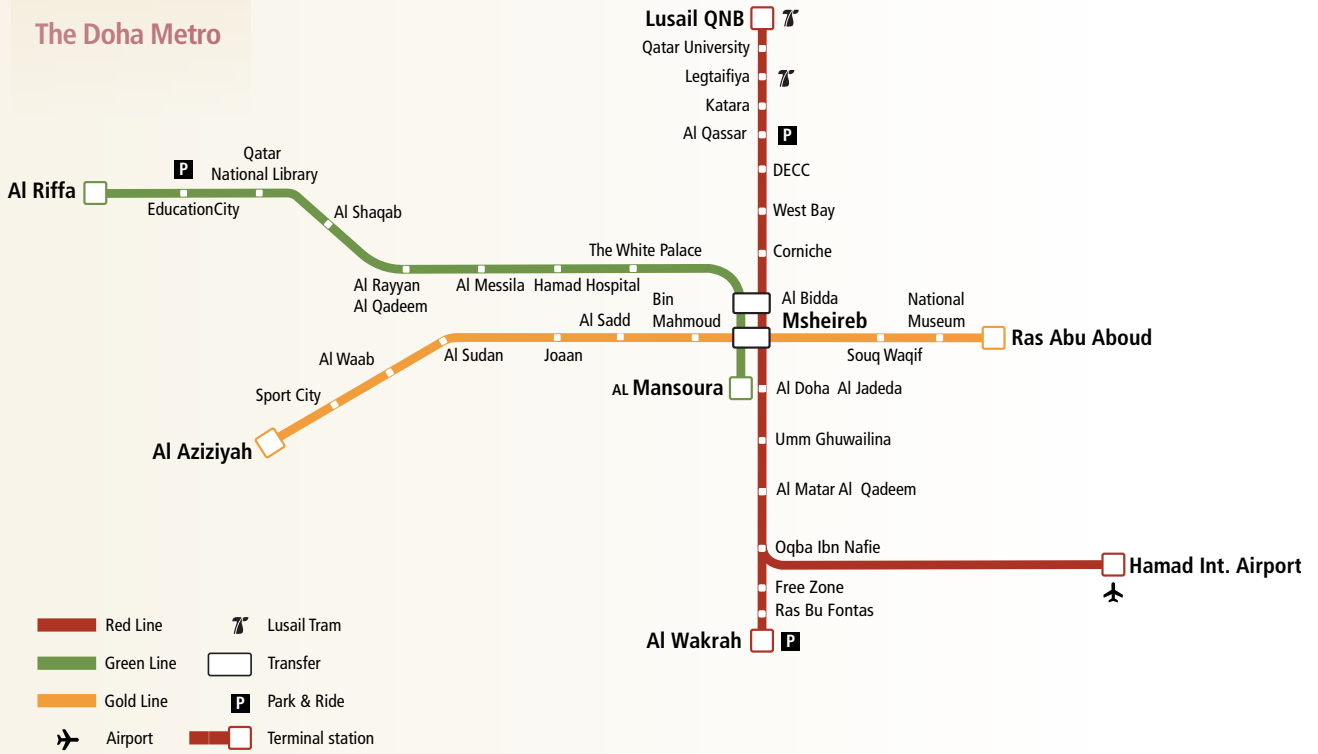 The Doha Metro
Lusail QNB
Qatar University
Legtaifiya
Katara
Al Qassar
P
DECC
West Bay
Corniche
Al Bidda
Msheireb
Al Riffa
P
EducationCity
Qatar
National Library
Al Shaqab
Al Rayyan
Al Qadeem
Al Messila
Hamad Hospital
The White Palace
Bin
Mahmoud
Al Sadd
Joaan
Al Sudan
Al Waab
Sport City
Al Aziziyah
National
Museum
Souq Waqif
Ras Abu Aboud
AL Mansoura
Al Doha Al Jadeda
Umm Ghuwailina
Al Matar Al Qadeem
Oqba Ibn Nafie
Hamad Int. Airport
Free Zone
Ras Bu Fontas
Al Wakrah
P
Red Line
Lusail Tram
Green Line
Transfer
Gold Line
P
Park & Ride
Airport
Terminal station